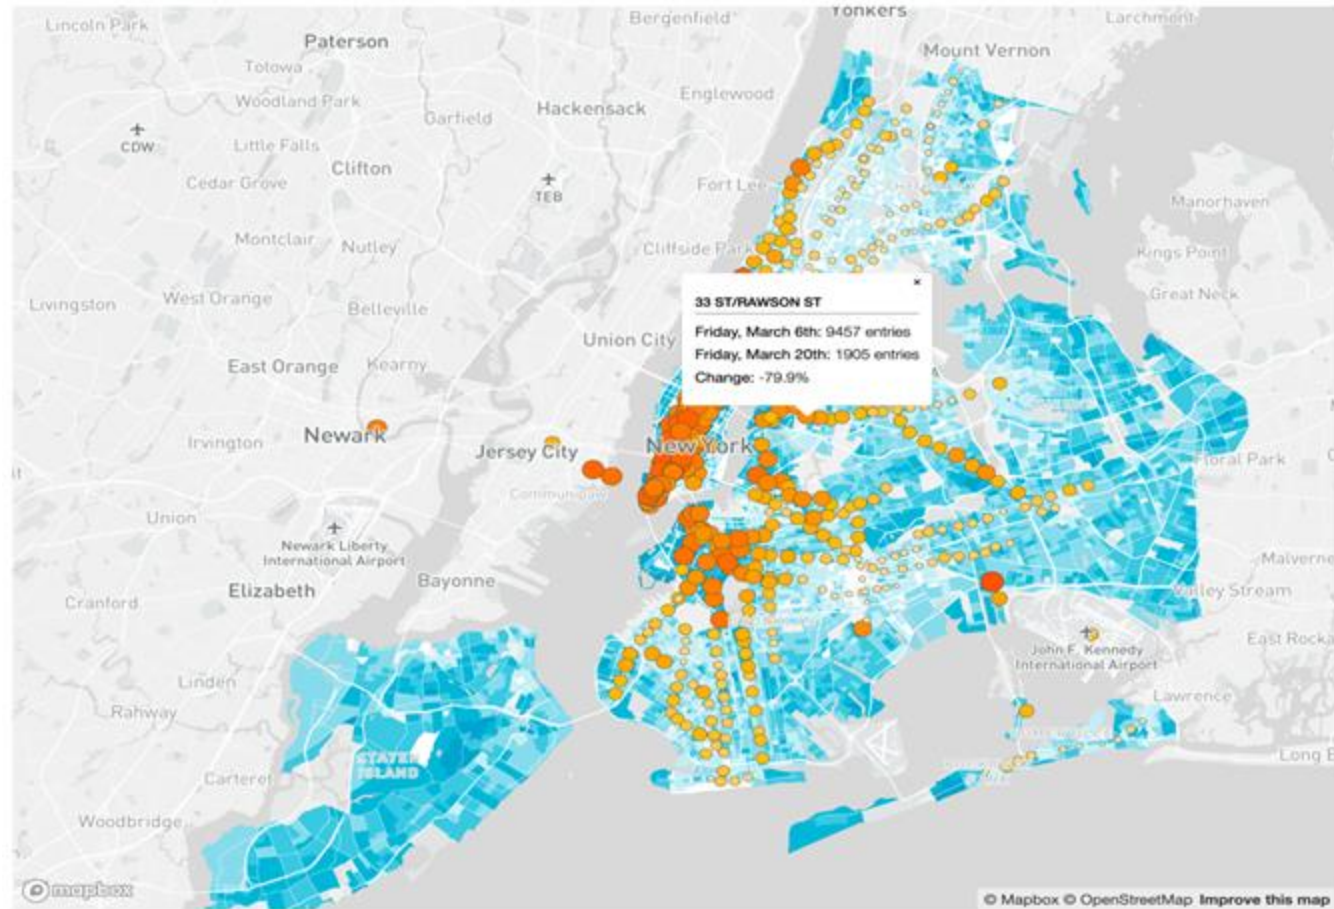 Lincoln Park
Bergenfield
Yonkers
Larchmont
Paterson
Mount Vernon
Totowa
Englewood
Woodland Park
Hackensack
Garfield
CDW
Little Falls
Clifton
Cedar Grove
Fort Lee
TEB
Manorhaven
Montclair
Nutley
Cliffside Park
Kings Point
Great Neck
Livingston
West Orange
Belleville
Union City
East Orange
Kearny
33 ST/RAWSON ST
Friday, March 6th: 9457 entries
Friday, March 20th: 1905 entries
Change: -79.9%
Newark
Irvington
Jersey City
New York
Floral Park
Communipaw
Union
Newark Liberty
International Airport
Elizabeth
Bayonne
Malverne
Cranford
Valley Stream
John F. Kennedy
International Airport
East Rocka
Linden
Lawrence
Rahway
STATEN
ISLAND
Carteret
Long B
Woodbridge
mapbox
© Mapbox © OpenStreetMap Improve this map